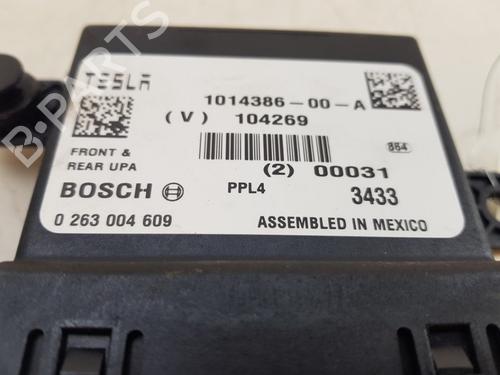 TESLA
1014386-00-A
(V) 104269
FRONT &
REAR UPA
864
(2) 00031
BOSCH
PPL4
3433
0 263 004 609
ASSEMBLED IN MEXICO
B-PARTS